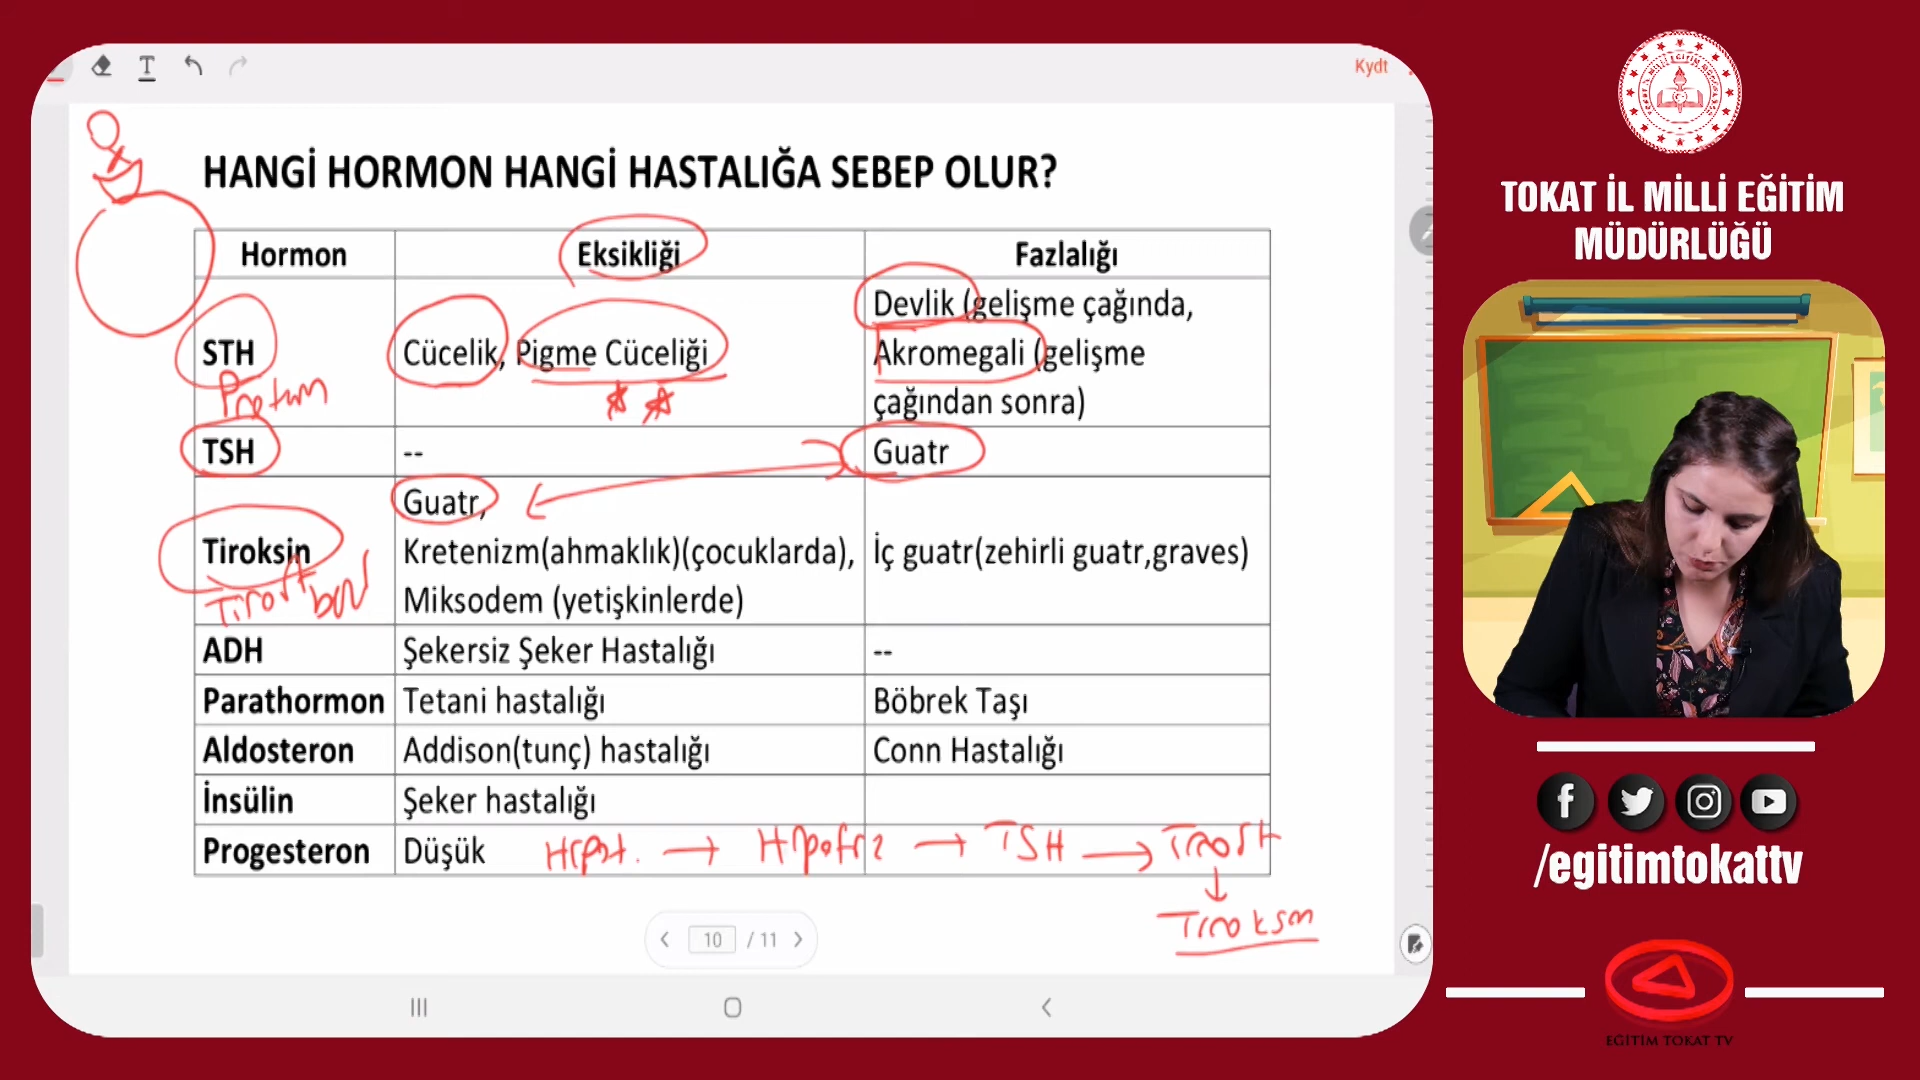 Kydt
HANGİ HORMON HANGİ HASTALIĞA SEBEP OLUR?
Hormon Eksikliği Fazlalığı
STH Cücelik, Pigme Cüceliği Devlik (gelişme çağında,
Akromegali (gelişme
çağından sonra)
TSH -- Guatr
Tiroksin Guatr,
Kretenizm(ahmaklık)(çocuklarda), İç guatr(zehirli guatr,graves)
Miksodem (yetişkinlerde)
ADH Şekersiz Şeker Hastalığı --
Parathormon Tetani hastalığı Böbrek Taşı
Aldosteron Addison(tunç) hastalığı Conn Hastalığı
İnsülin Şeker hastalığı
Progesteron Düşük
→ → TSH →
Tiroksin
10 / 11
TOKAT İL MİLLİ EĞİTİM
MÜDÜRLÜĞÜ
/egitimtokattv
EĞİTİM TOKAT TV